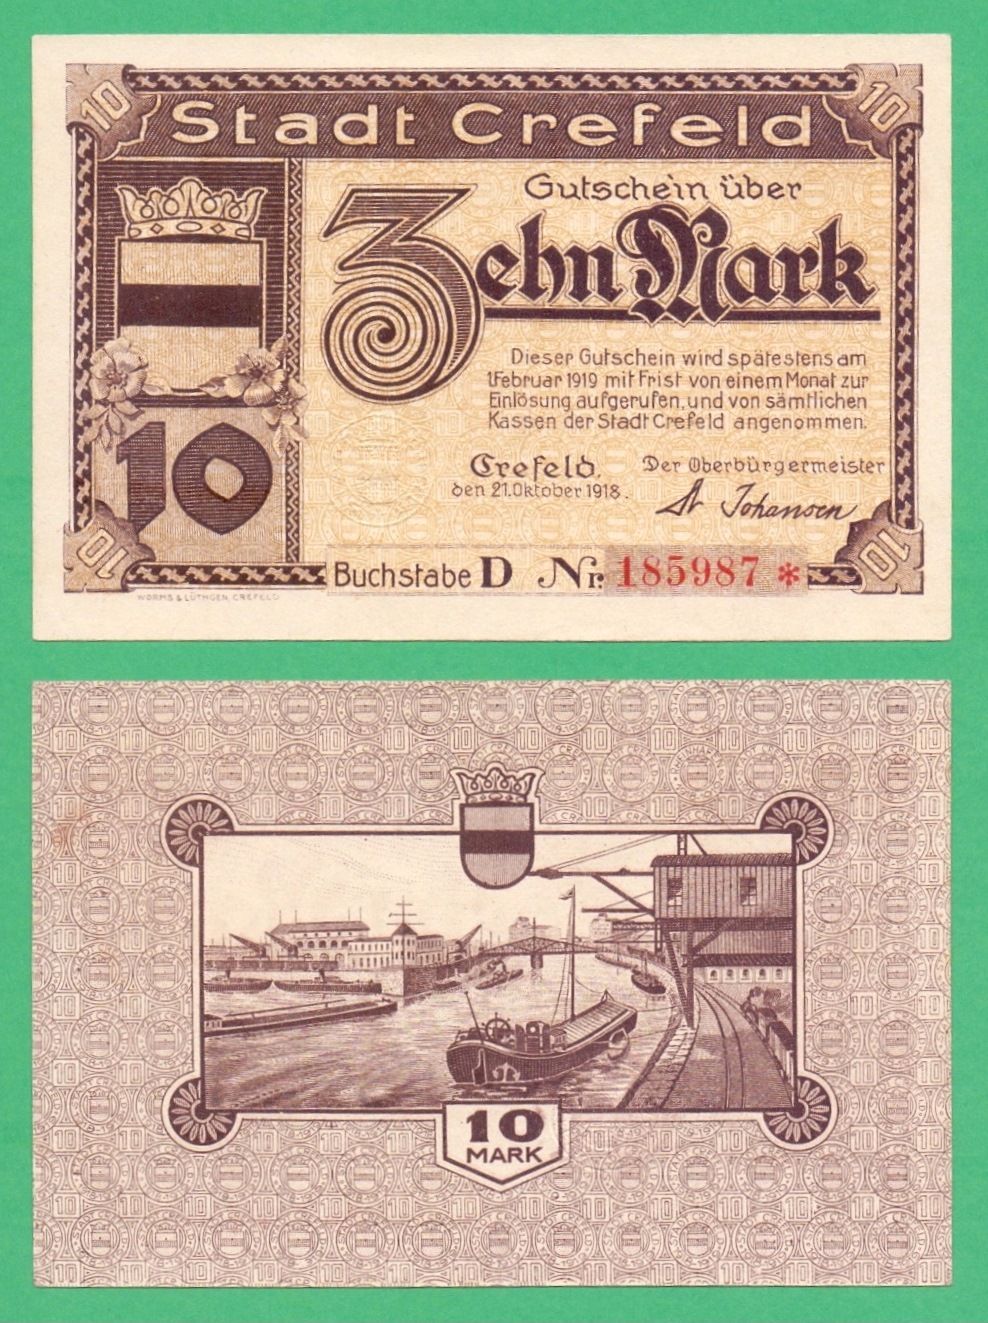 10 10
Stadt Crefeld
Gutschein über
Zehn Mark
Dieser Gutschein wird spätestens am
1.Februar 1919 mit Frist von einem Monat zur
Einlösung aufgerufen, und von sämtlichen
Kassen der Stadt Crefeld angenommen.
10
Crefeld,
den 21.Oktober 1918.
Der Oberbürgermeister
Johansen
10 10
Buchstabe D Nr. 185987 *
WORMS & LÜTHGEN, CREFELD
10
MARK